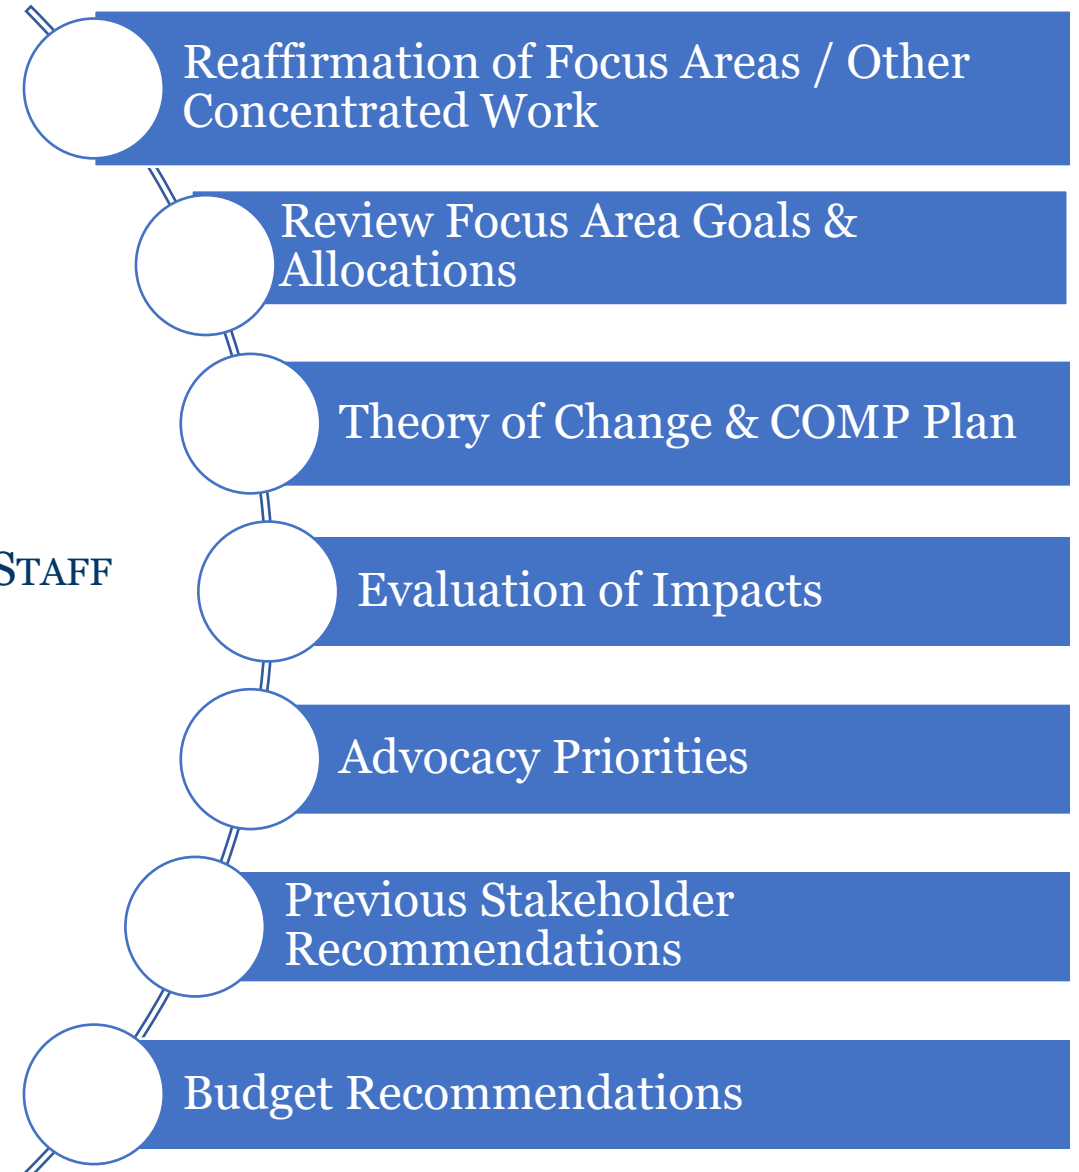 Reaffirmation of Focus Areas / Other
Concentrated Work
Review Focus Area Goals &
Allocations
Theory of Change & COMP Plan
STAFF
Evaluation of Impacts
Advocacy Priorities
Previous Stakeholder
Recommendations
Budget Recommendations